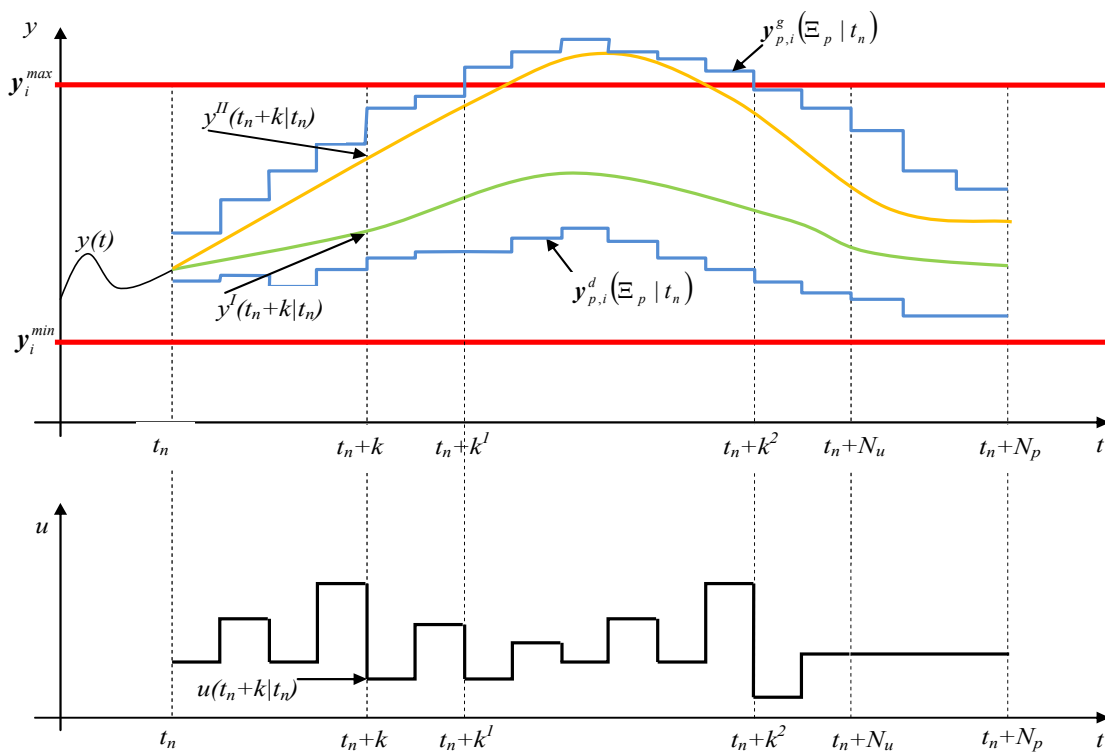 y
y_{p,i}^{g}(Ξ_p | t_n)
y_i^{max}
y^{II}(t_n+k|t_n)
y(t)
y_{p,i}^{d}(Ξ_p | t_n)
y^{I}(t_n+k|t_n)
y_i^{min}
t_n t_n+k t_n+k^1 t_n+k^2 t_n+N_u t_n+N_p t
u
u(t_n+k|t_n)
t_n t_n+k t_n+k^1 t_n+k^2 t_n+N_u t_n+N_p t